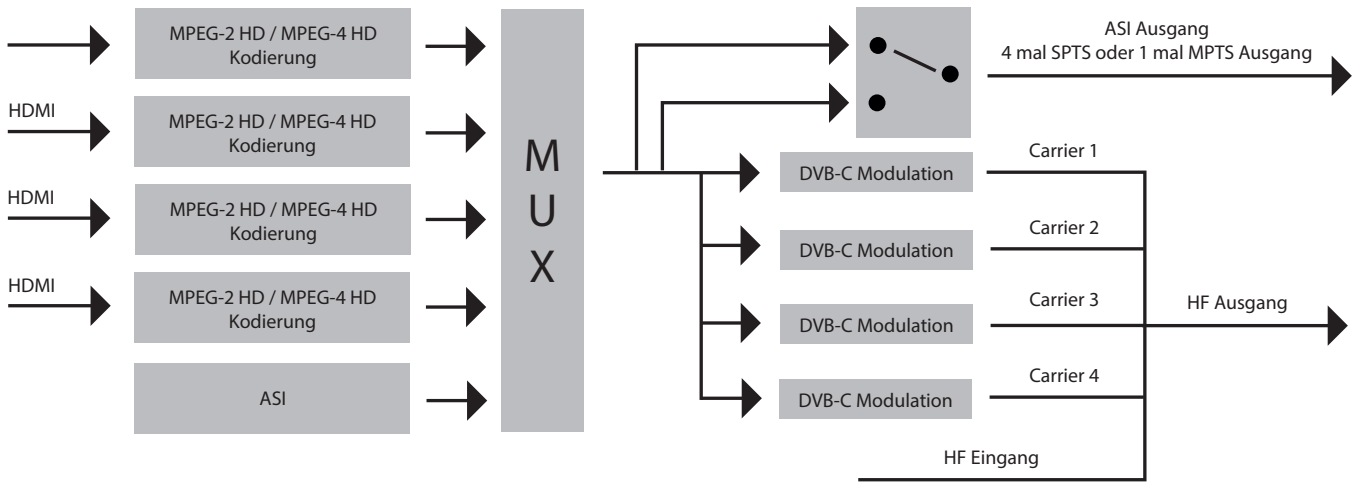 MPEG-2 HD / MPEG-4 HD
Kodierung
HDMI
MPEG-2 HD / MPEG-4 HD
Kodierung
HDMI
MPEG-2 HD / MPEG-4 HD
Kodierung
HDMI
MPEG-2 HD / MPEG-4 HD
Kodierung
ASI
M
U
X
ASI Ausgang
4 mal SPTS oder 1 mal MPTS Ausgang
DVB-C Modulation
Carrier 1
DVB-C Modulation
Carrier 2
DVB-C Modulation
Carrier 3
DVB-C Modulation
Carrier 4
HF Ausgang
HF Eingang